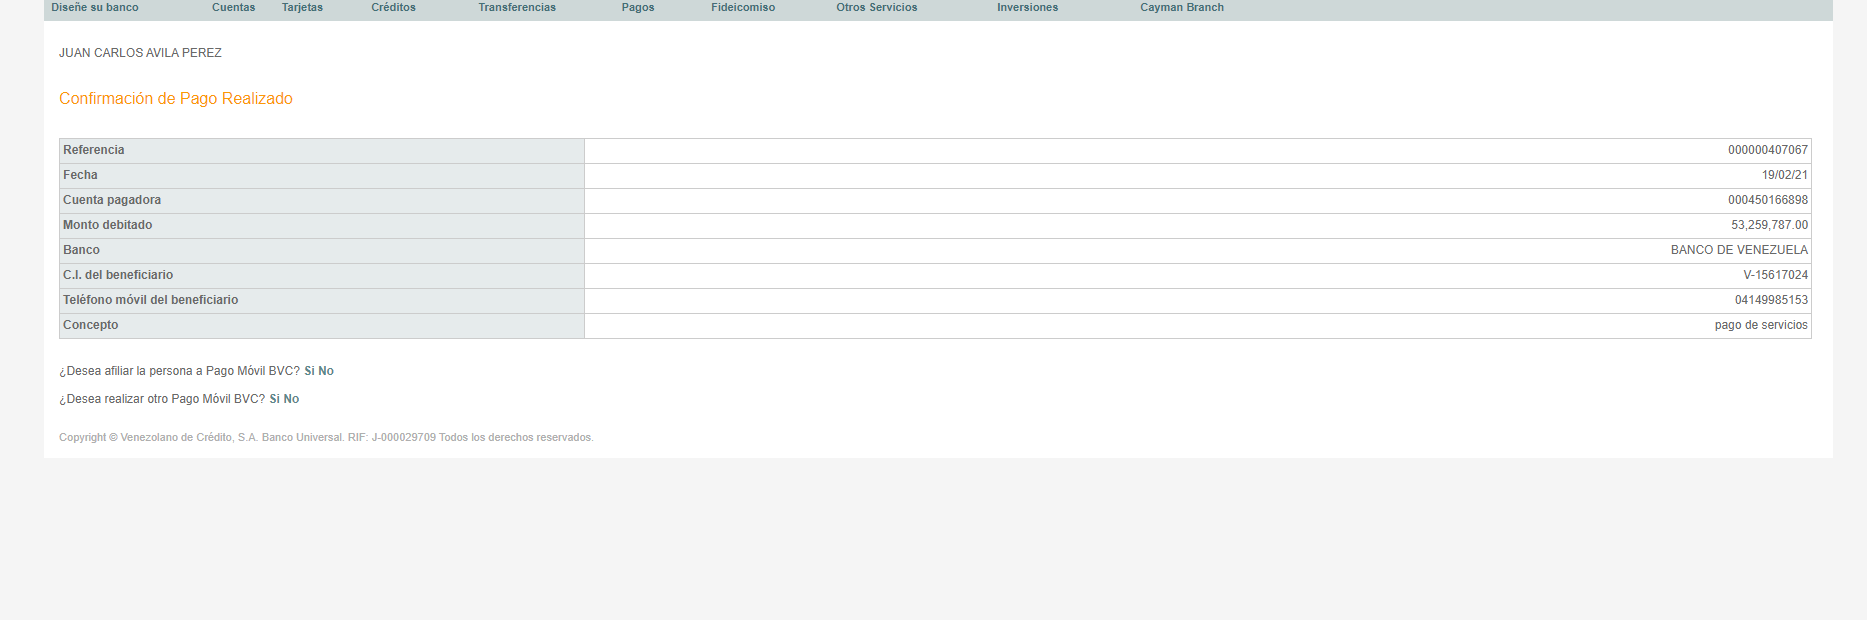 Diseñe su banco Cuentas Tarjetas Créditos Transferencias Pagos Fideicomiso Otros Servicios Inversiones Cayman Branch
JUAN CARLOS AVILA PEREZ
Confirmación de Pago Realizado
Referencia 000000407067
Fecha 19/02/21
Cuenta pagadora 000450166898
Monto debitado 53,259,787.00
Banco BANCO DE VENEZUELA
C.I. del beneficiario V-15617024
Teléfono móvil del beneficiario 04149985153
Concepto pago de servicios
¿Desea afiliar la persona a Pago Móvil BVC? Si No
¿Desea realizar otro Pago Móvil BVC? Si No
Copyright © Venezolano de Crédito, S.A. Banco Universal. RIF: J-000029709 Todos los derechos reservados.